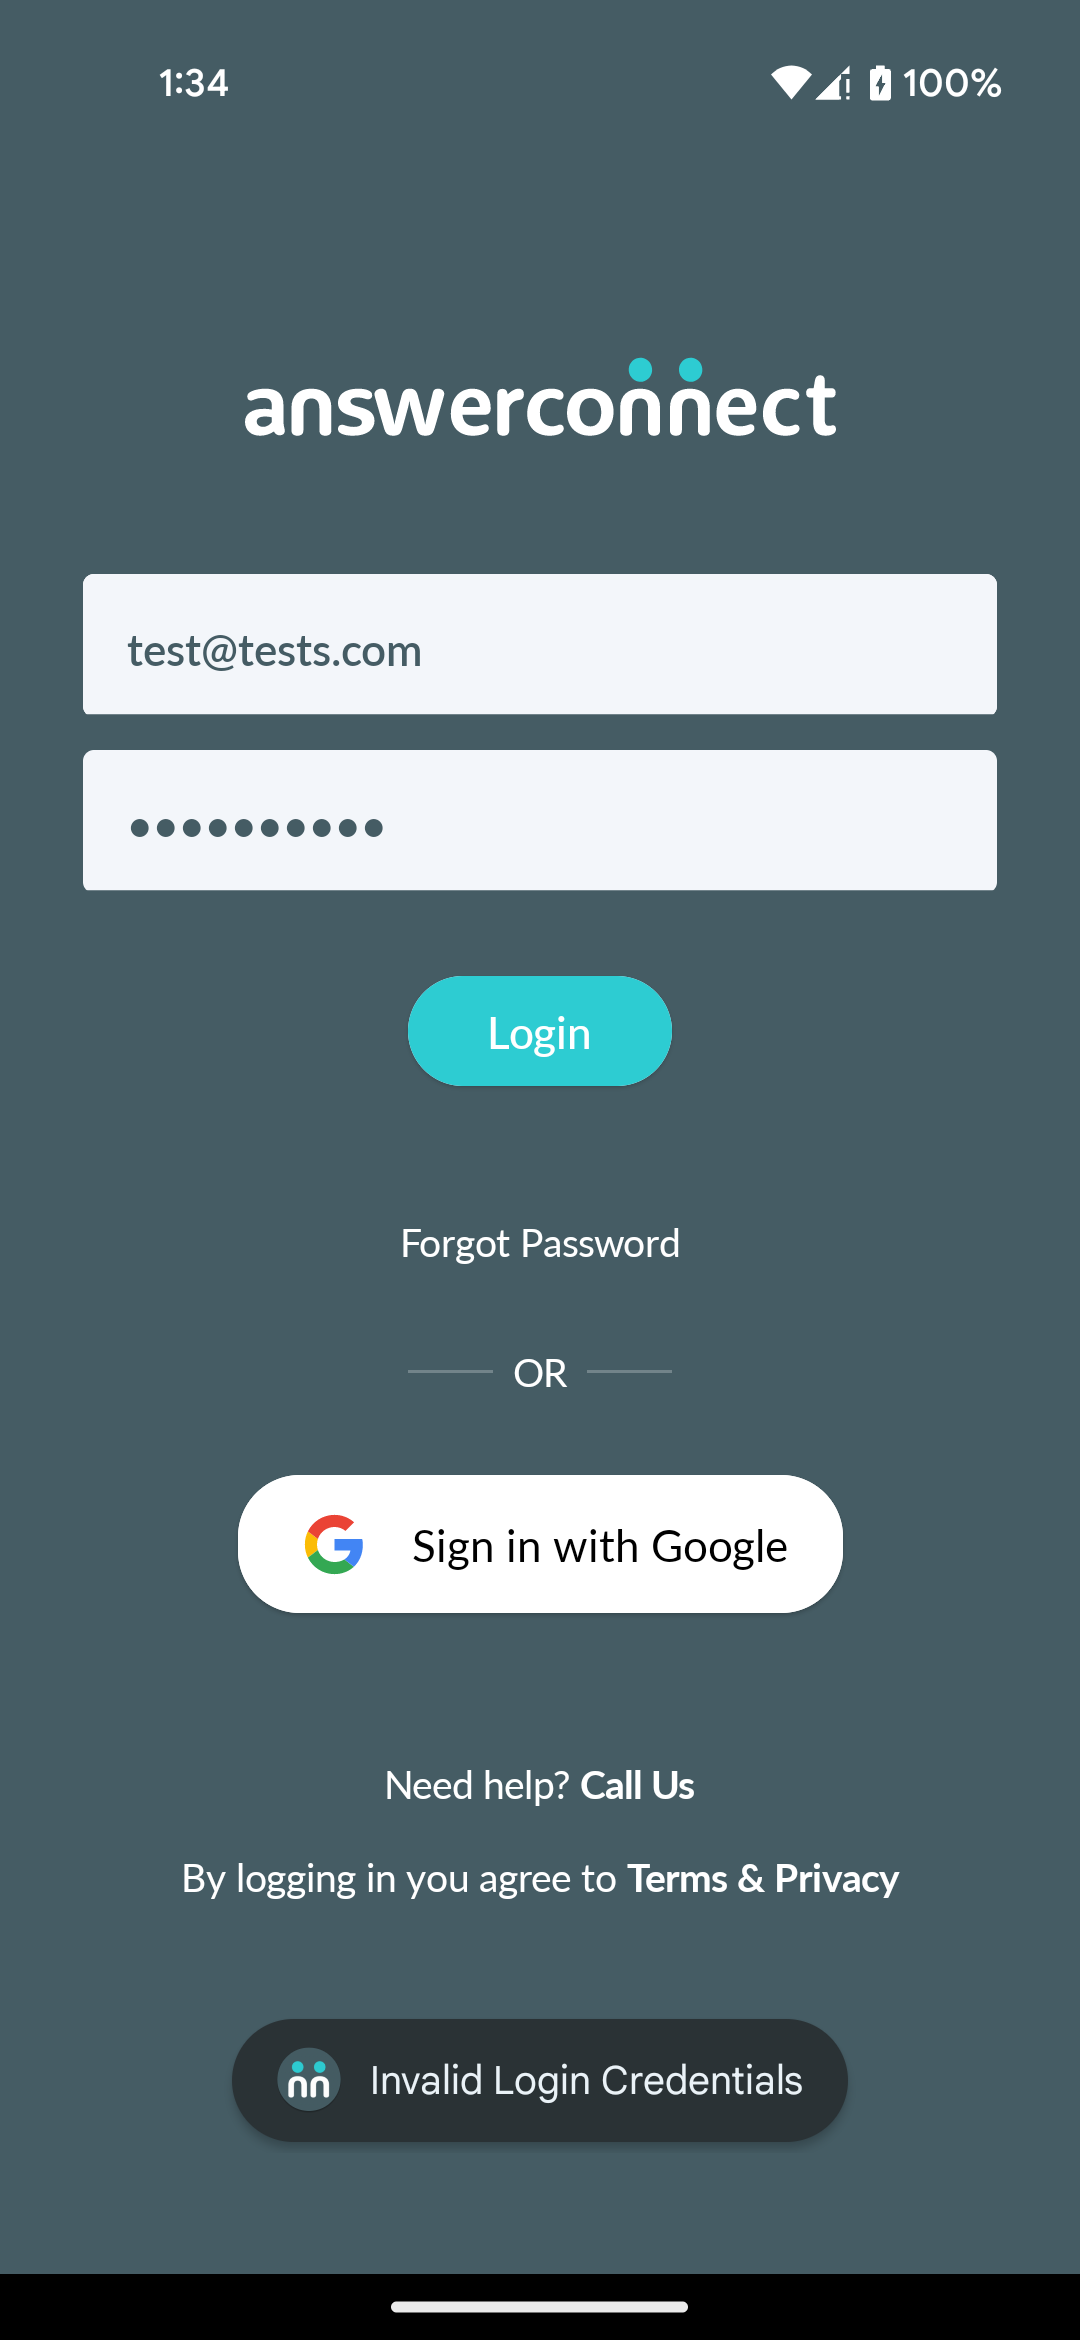 1:34
100%
answerconnect
test@tests.com
••••••••••
Login
Forgot Password
OR
Sign in with Google
Need help? Call Us
By logging in you agree to Terms & Privacy
Invalid Login Credentials